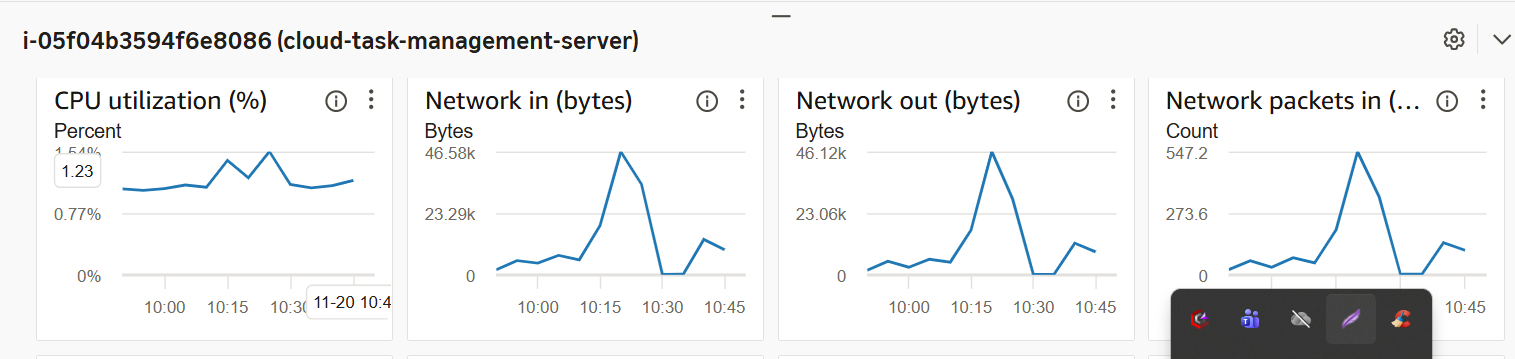 i-05f04b3594f6e8086 (cloud-task-management-server)
CPU utilization (%)
Percent
1.54%
1.23
0.77%
0%
10:00 10:15 10:30
11-20 10:4
Network in (bytes)
Bytes
46.58k
23.29k
0
10:00 10:15 10:30 10:45
Network out (bytes)
Bytes
46.12k
23.06k
0
10:00 10:15 10:30 10:45
Network packets in (...
Count
547.2
273.6
0
10:45